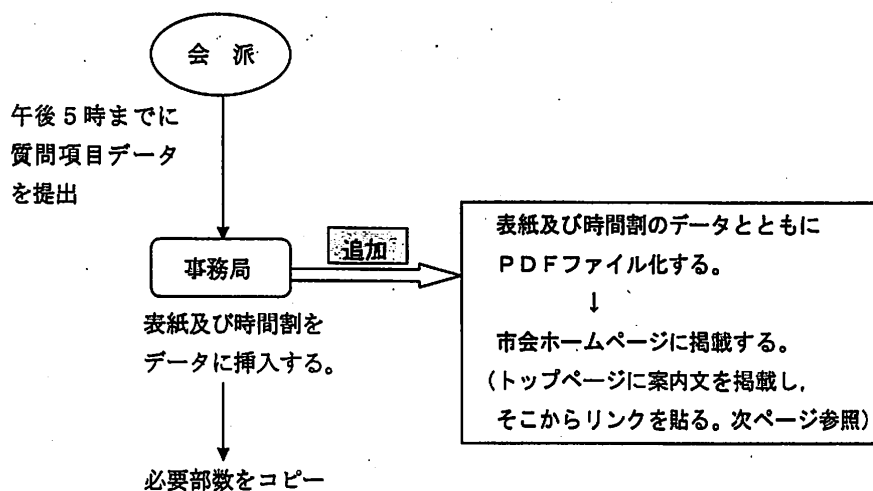 会 派
午後5時までに
質問項目データ
を提出
事務局
追加
表紙及び時間割を
データに挿入する。
必要部数をコピー
表紙及び時間割のデータとともに
PDFファイル化する。
↓
市会ホームページに掲載する。
(トップページに案内文を掲載し,
そこからリンクを貼る。次ページ参照)